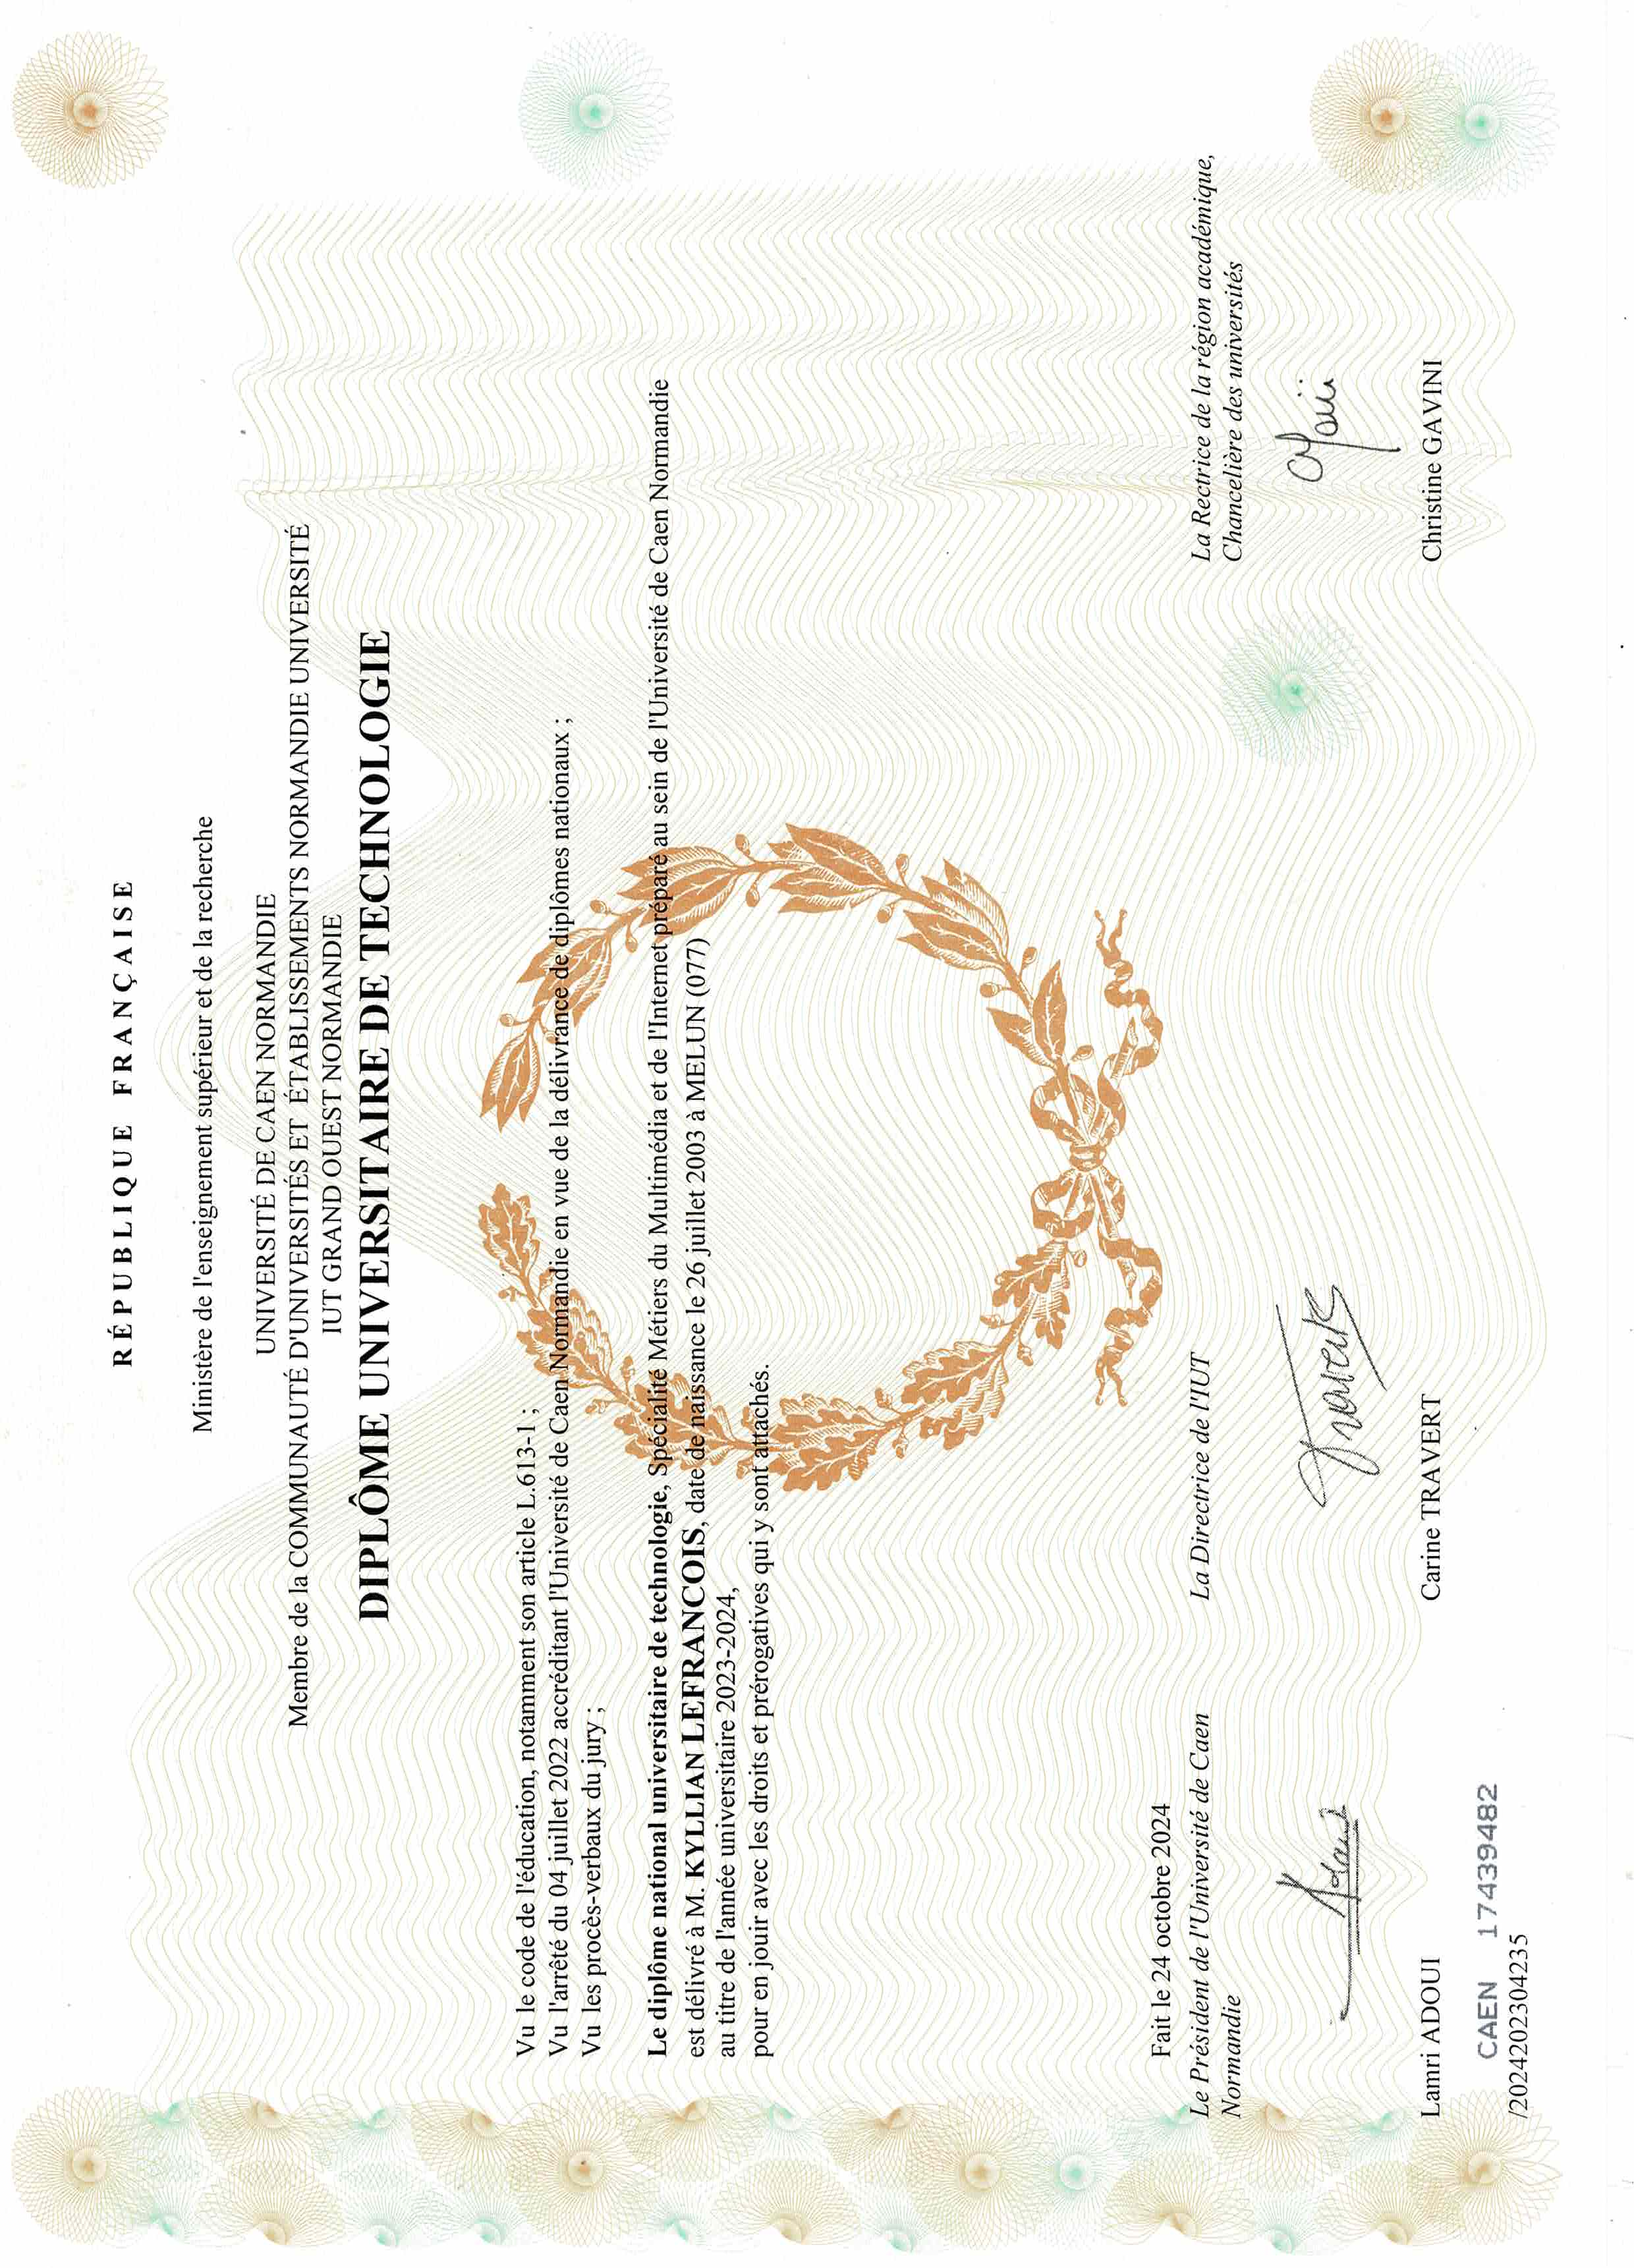 RÉPUBLIQUE FRANÇAISE
Ministère de l'enseignement supérieur et de la recherche
UNIVERSITÉ DE CAEN NORMANDIE
Membre de la COMMUNAUTÉ D'UNIVERSITÉS ET ÉTABLISSEMENTS NORMANDIE UNIVERSITÉ
IUT GRAND OUEST NORMANDIE
DIPLÔME UNIVERSITAIRE DE TECHNOLOGIE
Vu le code de l'éducation, notamment son article L.613-1 ;
Vu l'arrêté du 04 juillet 2022 accréditant l'Université de Caen Normandie en vue de la délivrance de diplômes nationaux ;
Vu les procès-verbaux du jury ;
Le diplôme national universitaire de technologie, Spécialité Métiers du Multimédia et de l'Internet préparé au sein de l'Université de Caen Normandie
est délivré à M. KYLLIAN LEFRANCOIS, date de naissance le 26 juillet 2003 à MELUN (077)
au titre de l'année universitaire 2023-2024,
pour en jouir avec les droits et prérogatives qui y sont attachés.
Fait le 24 octobre 2024
Le Président de l'Université de Caen
Normandie
Lamri ADOUI
La Directrice de l'IUT
Carine TRAVERT
La Rectrice de la région académique,
Chancelière des universités
Christine GAVINI
CAEN 17439482
/2024202304235